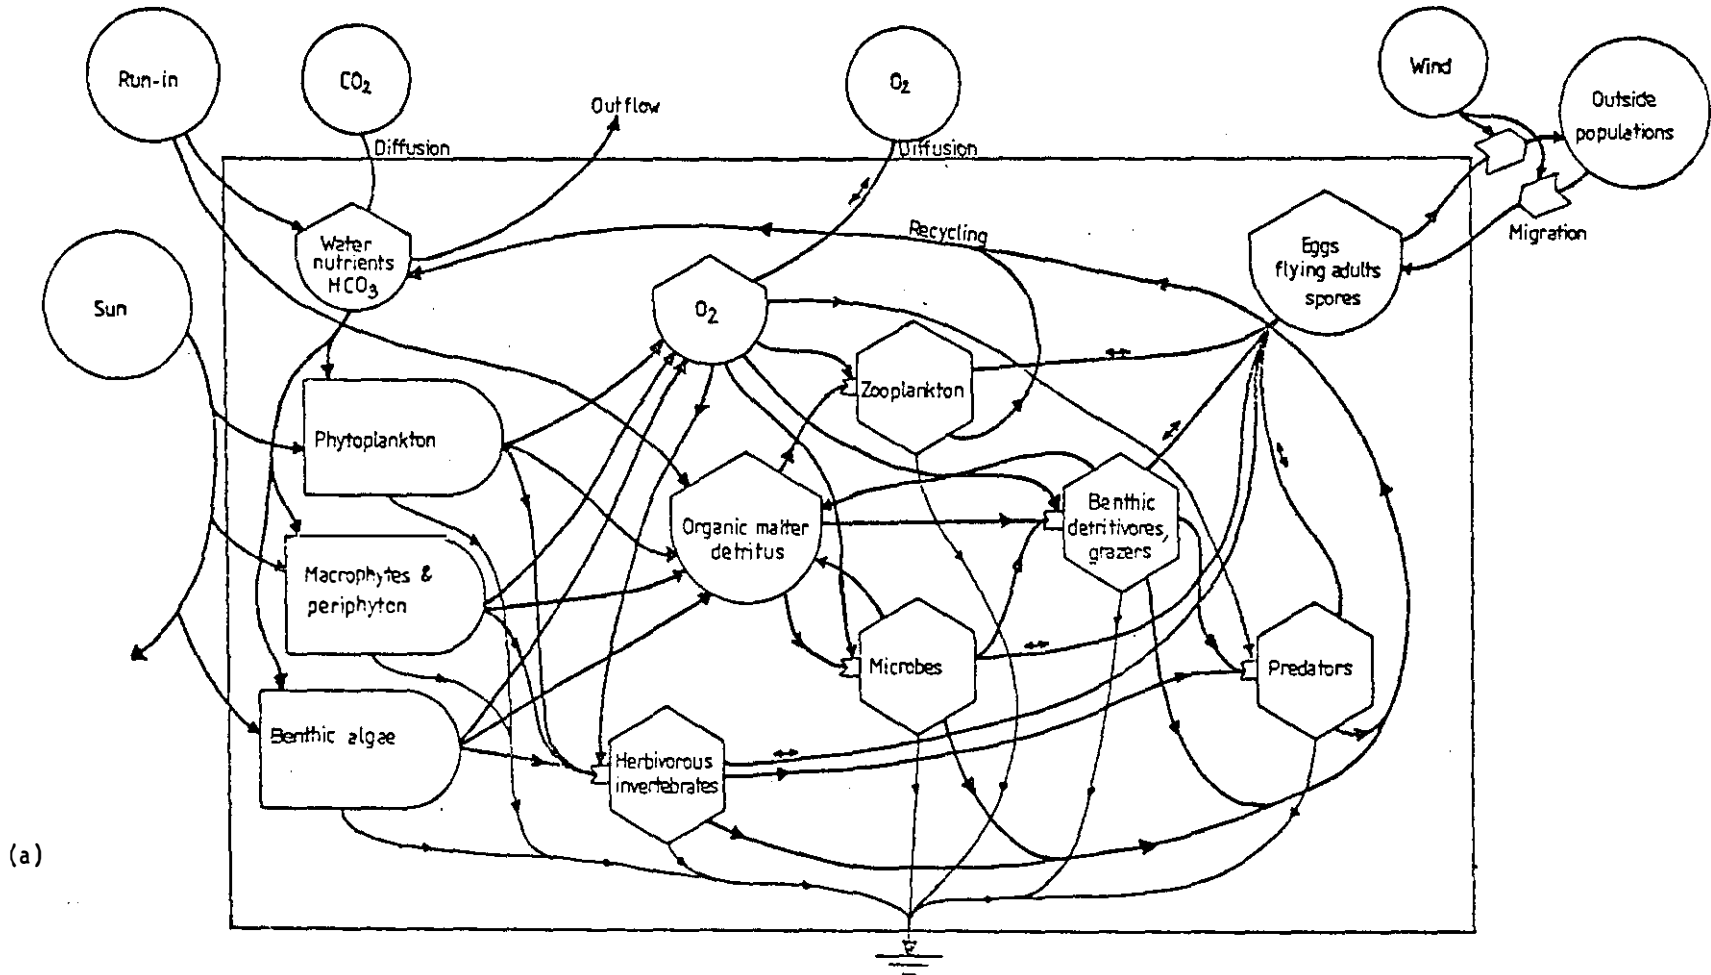 Run-in
CO₂
O₂
Wind
Outside
populations
Outflow
Diffusion
Diffusion
Migration
Recycling
Water
nutrients
HCO₃
Eggs
flying adults
spores
Sun
O₂
Zooplankton
Phytoplankton
Organic matter
detritus
Benthic
detritivores,
grazers
Macrophytes &
periphyton
Microbes
Predators
Benthic algae
Herbivorous
invertebrates
(a)